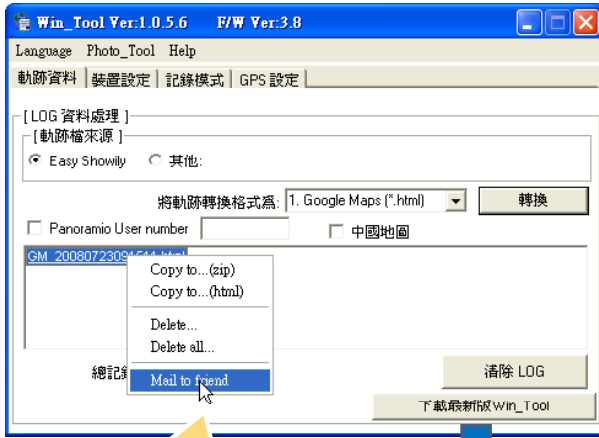 Win_Tool Ver:1.0.5.6 F/W Ver:3.8
Language Photo_Tool Help
軌跡資料 裝置設定 記錄模式 GPS 設定
[ LOG 資料處理 ]
[ 軌跡檔來源 ]
Easy Showily 其他:
將軌跡轉換格式為: 1. Google Maps (*.html) 轉換
Panoramio User number 中國地圖
Copy to...(zip)
Copy to...(html)
Delete...
Delete all...
Mail to friend
總記 清除 LOG
下載最新版Win_Tool